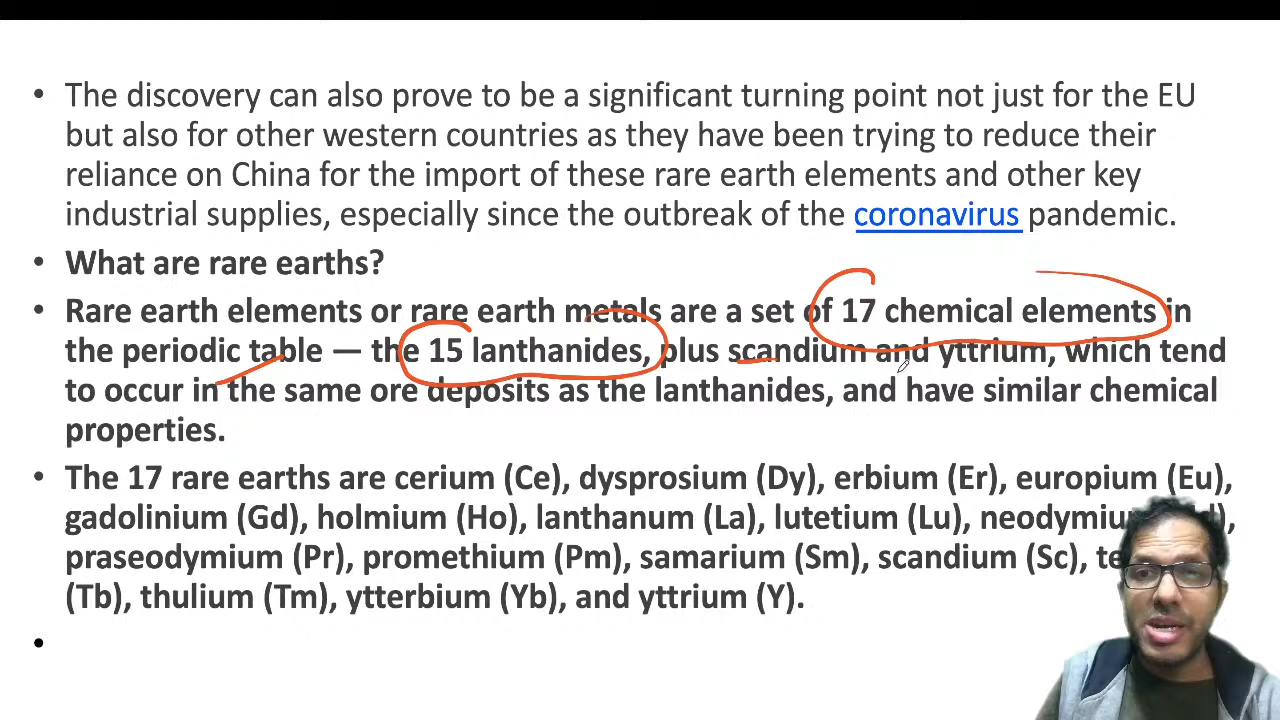 • The discovery can also prove to be a significant turning point not just for the EU
but also for other western countries as they have been trying to reduce their
reliance on China for the import of these rare earth elements and other key
industrial supplies, especially since the outbreak of the coronavirus pandemic.
• What are rare earths?
• Rare earth elements or rare earth metals are a set of 17 chemical elements in
the periodic table — the 15 lanthanides, plus scandium and yttrium, which tend
to occur in the same ore deposits as the lanthanides, and have similar chemical
properties.
• The 17 rare earths are cerium (Ce), dysprosium (Dy), erbium (Er), europium (Eu),
gadolinium (Gd), holmium (Ho), lanthanum (La), lutetium (Lu),
praseodymium (Pr), promethium (Pm), samarium (Sm), scandium (Sc),
(Tb), thulium (Tm), ytterbium (Yb), and yttrium (Y).
•